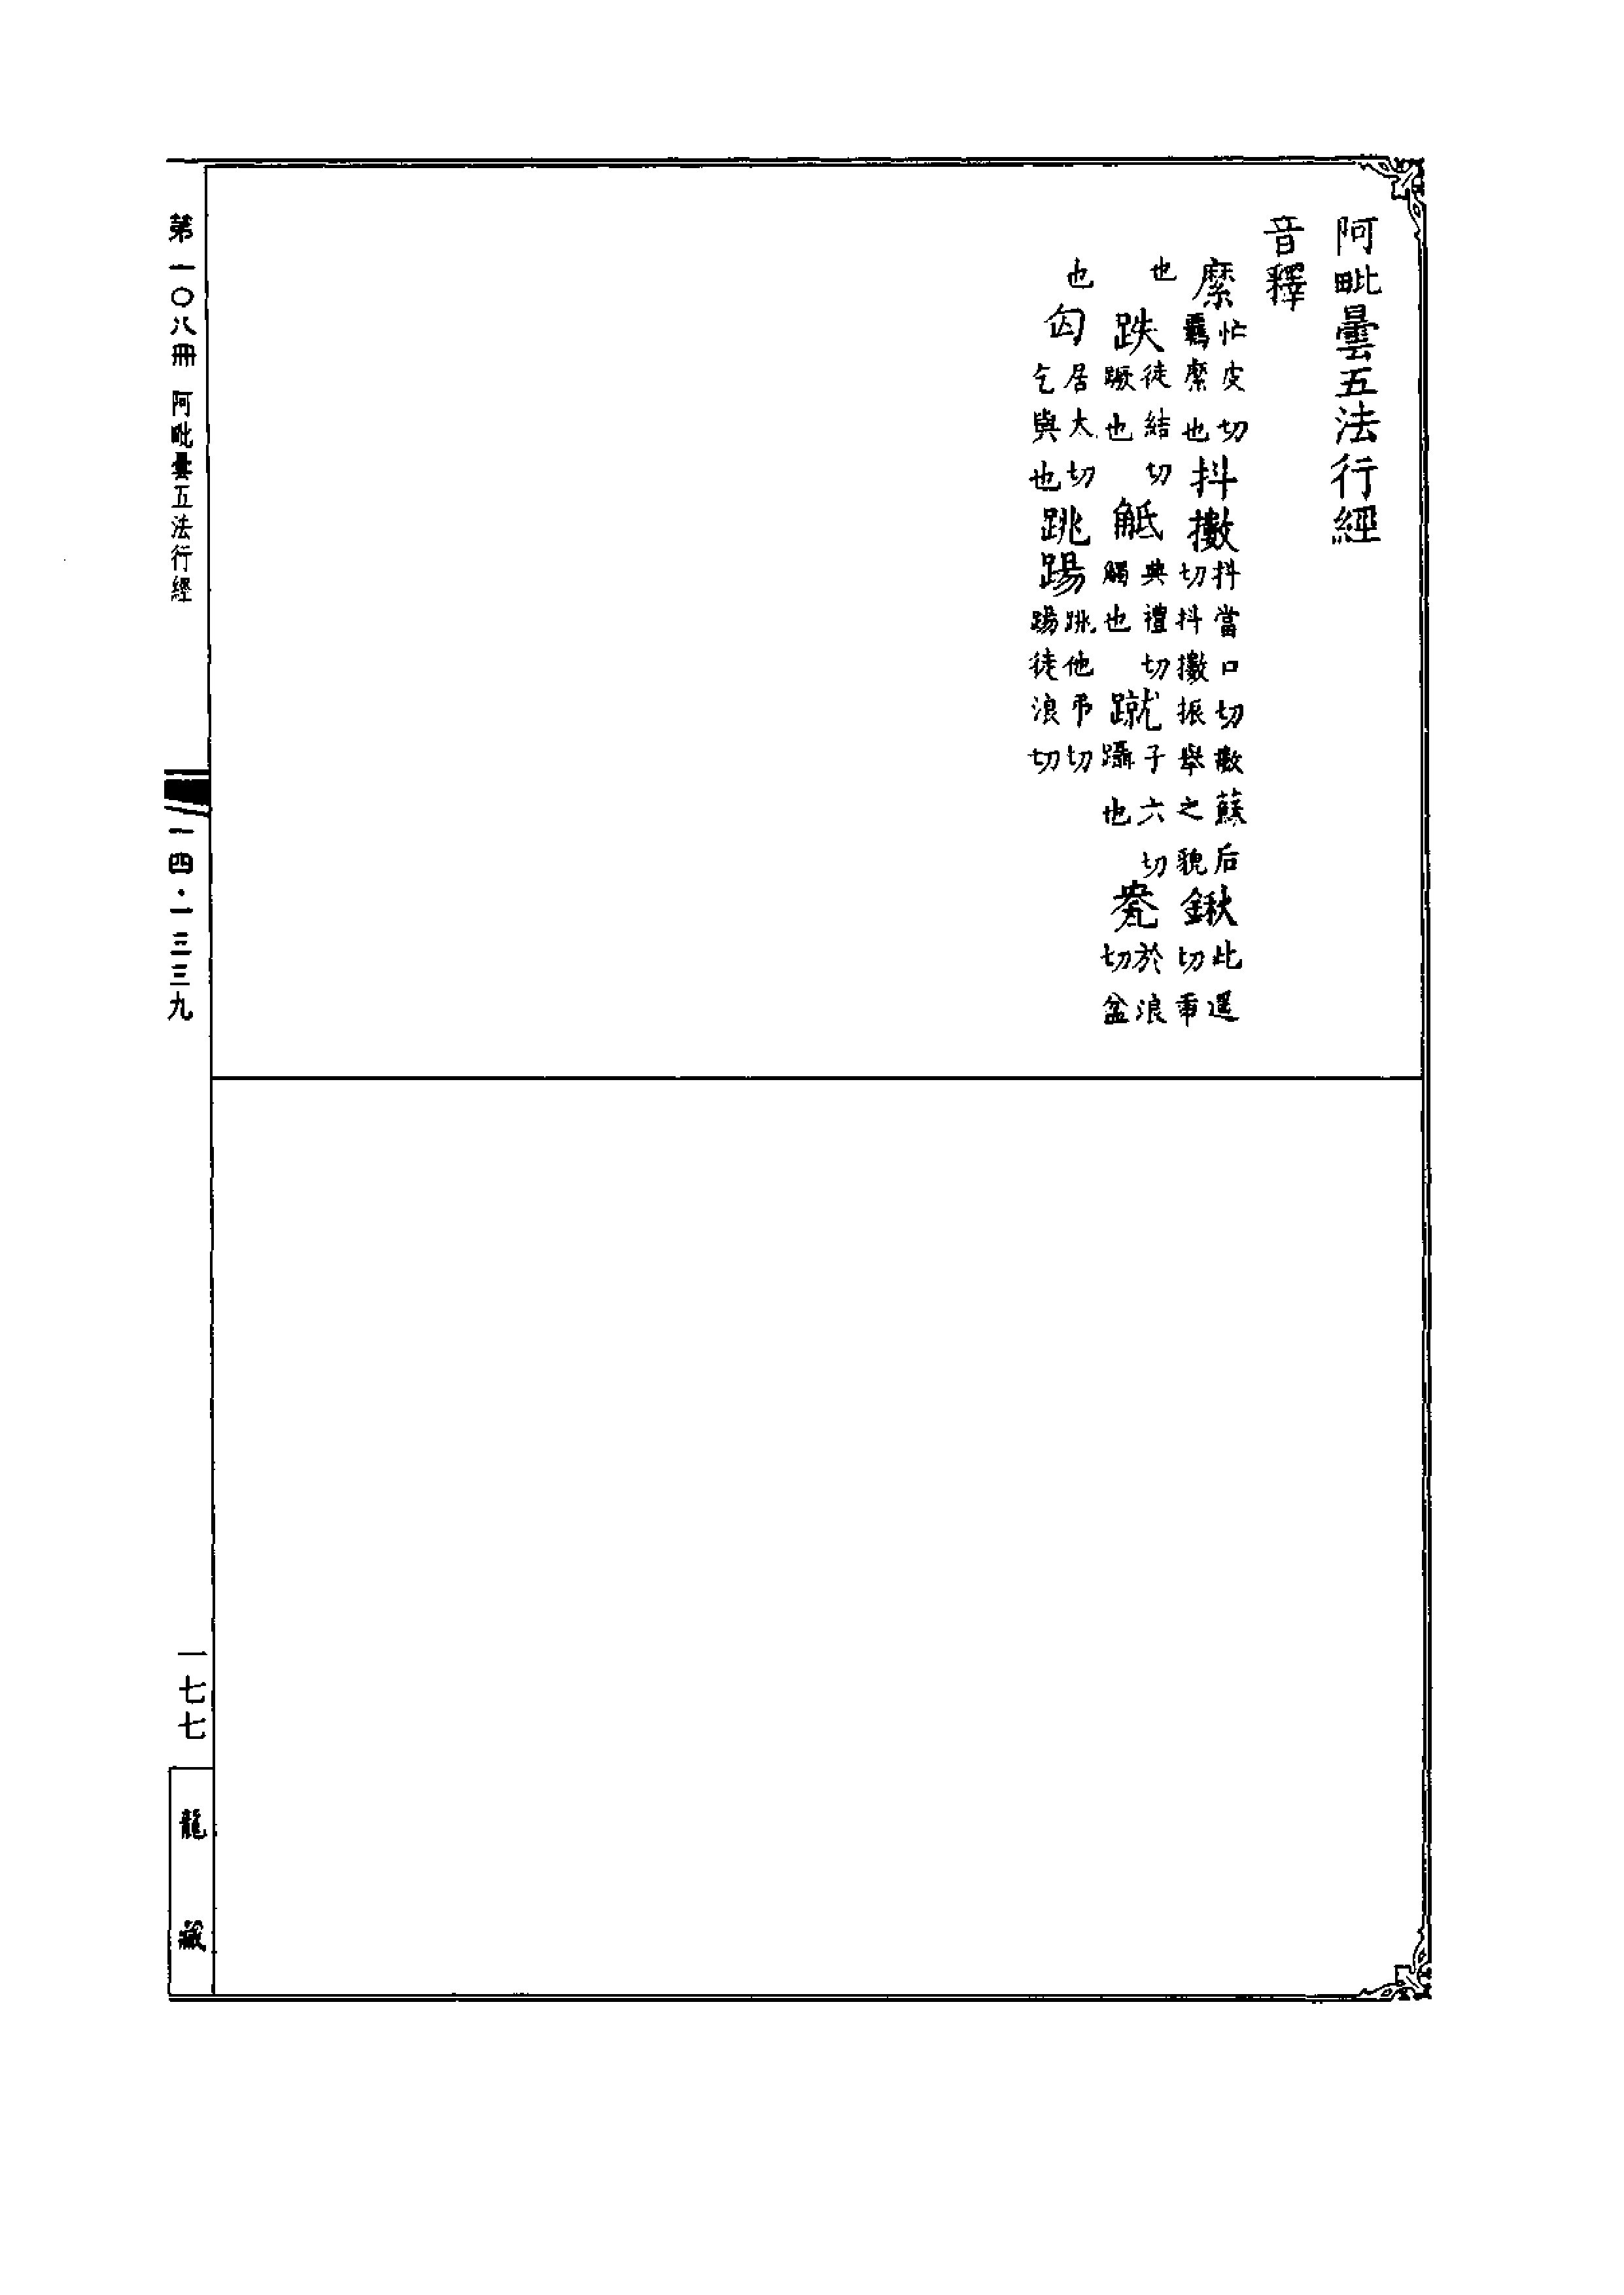 阿毗曇五法行經
音釋
縻忙皮切羈縻也抖擻抖當口切擻蘇后切抖擻振舉之貌鍬此遥切臿
也跌徒結切蹶也觝典禮切觸也蹴子六切躡也㼜於浪切盆
也匃居太切乞與也跳踼跳他弔切踼徒浪切
第一〇八冊 阿毗曇五法行經
一四·一三三九
一七七
龍藏